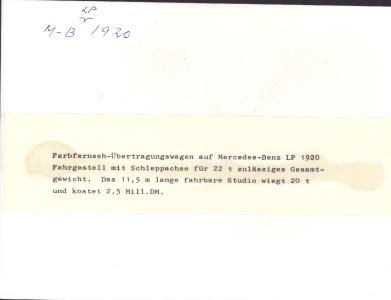 LP
M-B 1920
Farbfernseh-Übertragungswagen auf Mercedes-Benz LP 1920
Fahrgestell mit Schleppachse für 22 t zulässiges Gesamt-
gewicht. Das 11,5 m lange fahrbare Studio wiegt 20 t
und kostet 2,5 Mill.DM.